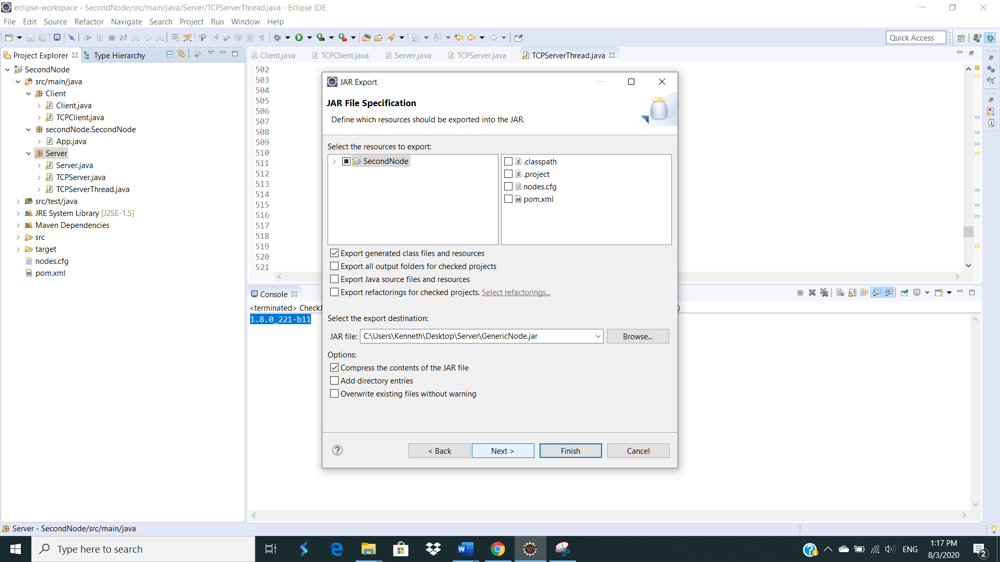 eclipse-workspace - SecondNode/src/main/java/Server/TCPServerThread.java - Eclipse IDE
File Edit Source Refactor Navigate Search Project Run Window Help
Quick Access
Project Explorer
Type Hierarchy
SecondNode
src/main/java
Client
Client.java
TCPClient.java
secondNode.SecondNode
App.java
Server
Server.java
TCPServer.java
TCPServerThread.java
src/test/java
JRE System Library [J2SE-1.5]
Maven Dependencies
src
target
nodes.cfg
pom.xml
Client.java
TCPClient.java
Server.java
TCPServer.java
TCPServerThread.java
502
503
504
505
506
507
508
509
510
511
512
513
514
515
516
517
518
519
520
521
JAR Export
JAR File Specification
Define which resources should be exported into the JAR.
Select the resources to export:
SecondNode
.classpath
.project
nodes.cfg
pom.xml
Export generated class files and resources
Export all output folders for checked projects
Export Java source files and resources
Export refactorings for checked projects. Select refactorings...
Select the export destination:
JAR file: C:\Users\Kenneth\Desktop\Server\GenericNode.jar Browse...
Options:
Compress the contents of the JAR file
Add directory entries
Overwrite existing files without warning
< Back Next > Finish Cancel
Console
<terminated> CheckJ
)
1.8.0_221-b11
Server - SecondNode/src/main/java
Type here to search
ENG
1:17 PM
8/3/2020
2